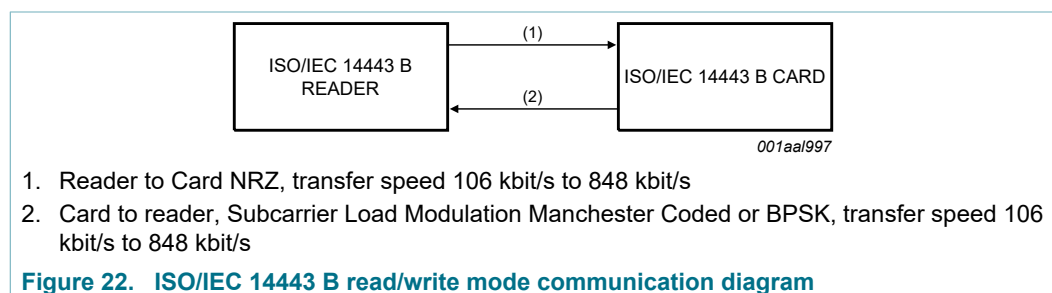 (1)
ISO/IEC 14443 B
READER
ISO/IEC 14443 B CARD
(2)
001aal997
1. Reader to Card NRZ, transfer speed 106 kbit/s to 848 kbit/s
2. Card to reader, Subcarrier Load Modulation Manchester Coded or BPSK, transfer speed 106
kbit/s to 848 kbit/s
Figure 22. ISO/IEC 14443 B read/write mode communication diagram